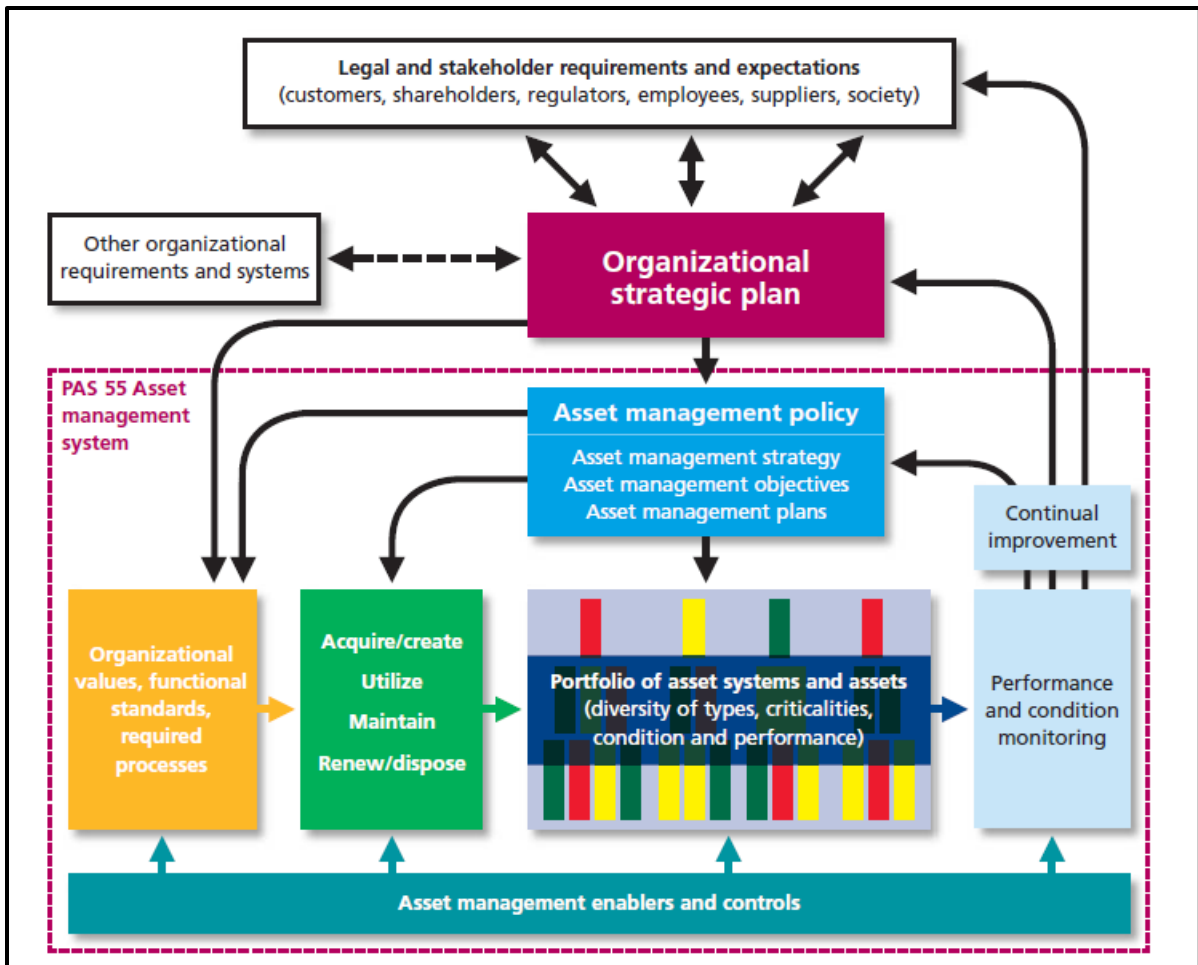 Legal and stakeholder requirements and expectations
(customers, shareholders, regulators, employees, suppliers, society)
Other organizational
requirements and systems
Organizational
strategic plan
PAS 55 Asset
management
system
Asset management policy
Asset management strategy
Asset management objectives
Asset management plans
Continual
improvement
Organizational
values, functional
standards,
required
processes
Acquire/create
Utilize
Maintain
Renew/dispose
Portfolio of asset systems and assets
(diversity of types, criticalities,
condition and performance)
Performance
and condition
monitoring
Asset management enablers and controls